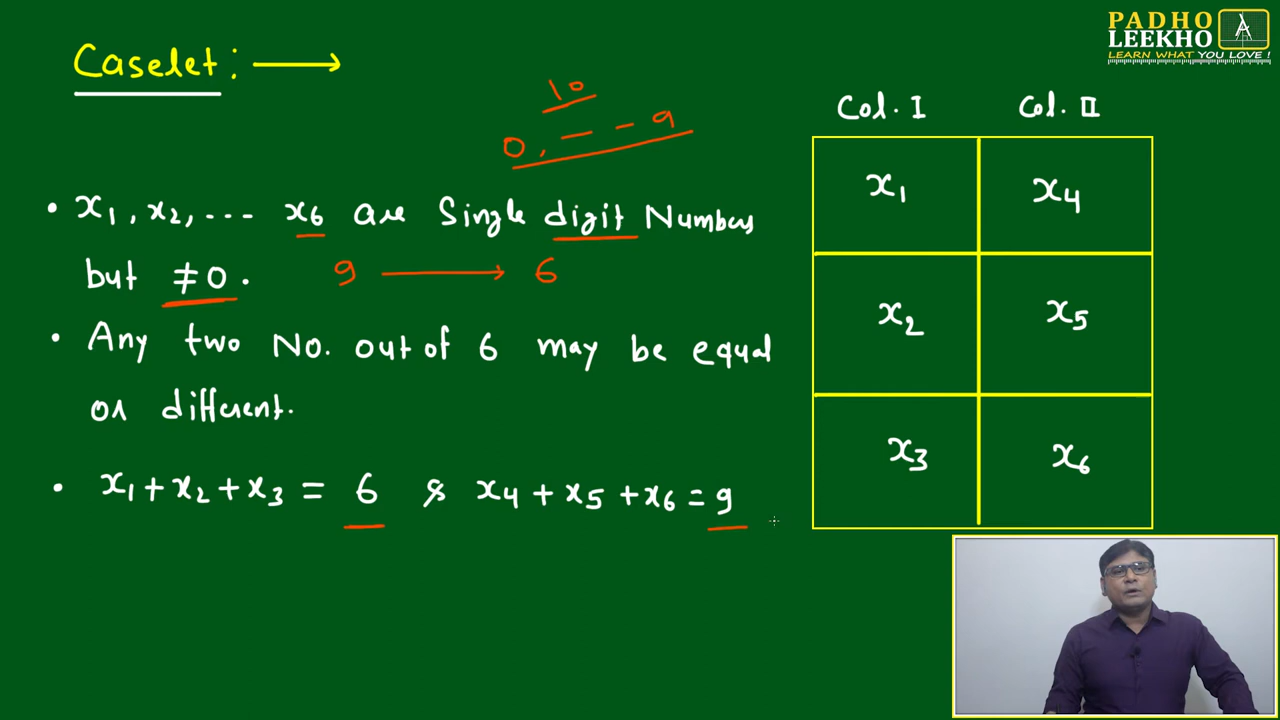 PADHO
LEEKHO
LEARN WHAT YOU LOVE !
Caselet : →
10
0, – – 9
• x₁, x₂, ... x₆ are Single digit Numbers
but ≠ 0 . 9 → 6
• Any two No. out of 6 may be equal
or different.
• x₁ + x₂ + x₃ = 6 & x₄ + x₅ + x₆ = 9
Col. I Col. II
x₁ x₄
x₂ x₅
x₃ x₆